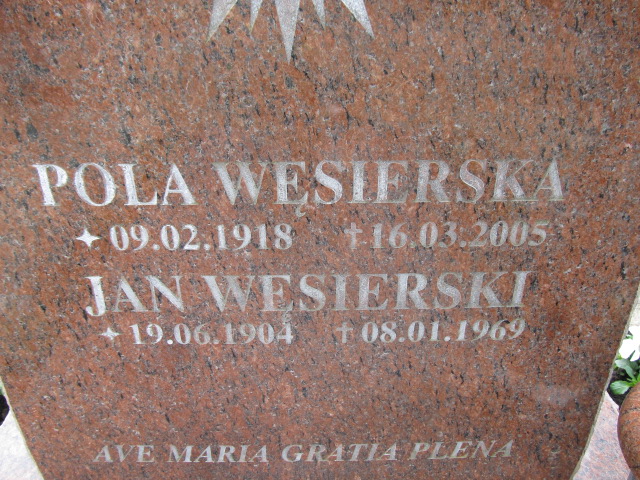 POLA WĘSIERSKA
✦09.02.1918 †16.03.2005
JAN WĘSIERSKI
✦19.06.1904 †08.01.1969
AVE MARIA GRATIA PLENA